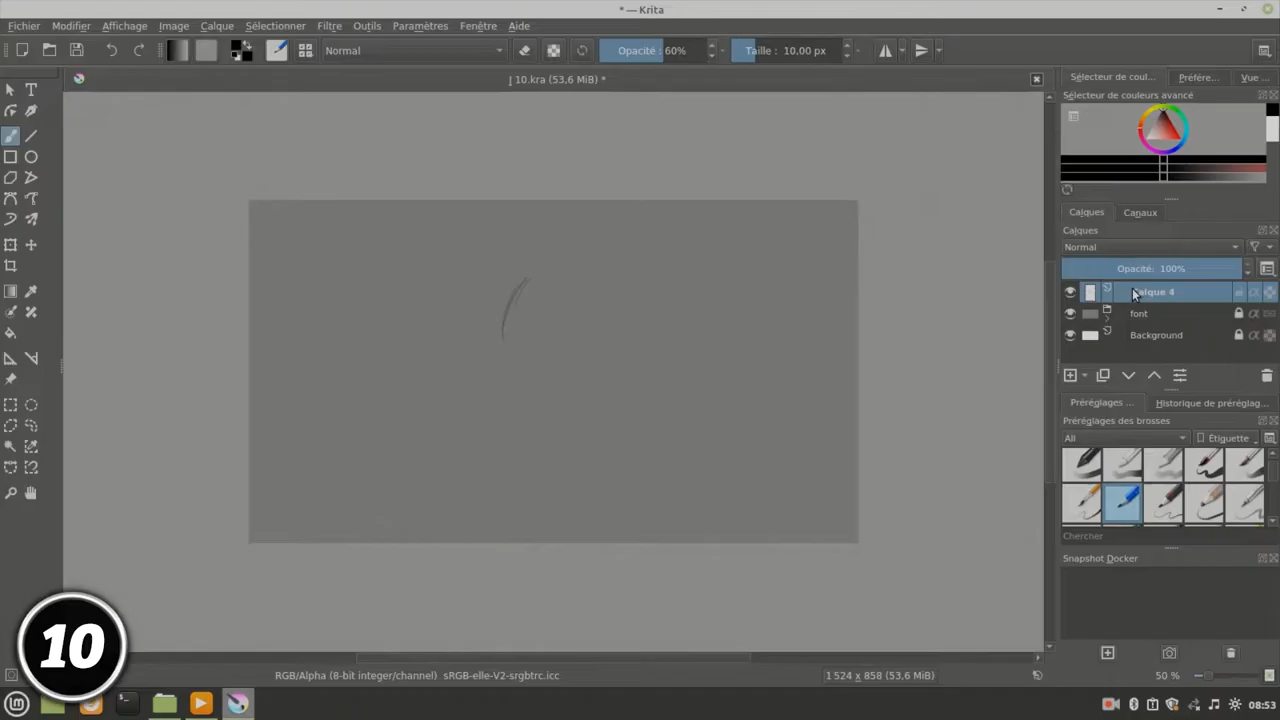 * — Krita
Fichier Modifier Affichage Image Calque Sélectionner Filtre Outils Paramètres Fenêtre Aide
Normal Opacité : 60% Taille : 10,00 px
10.kra (53,6 MiB) *
Sélecteur de coul... Préfére... Vue ...
Sélecteur de couleurs avancé
Calques Canaux
Calques
Normal
Opacité: 100%
Calque 4
font
Background
Préréglages ... Historique de préréglag...
Préréglages des brosses
All Étiquette
Chercher
Snapshot Docker
10
RGB/Alpha (8-bit integer/channel) sRGB-elle-V2-srgbtrc.icc 1 524 x 858 (53,6 MiB) 50 %
08:53